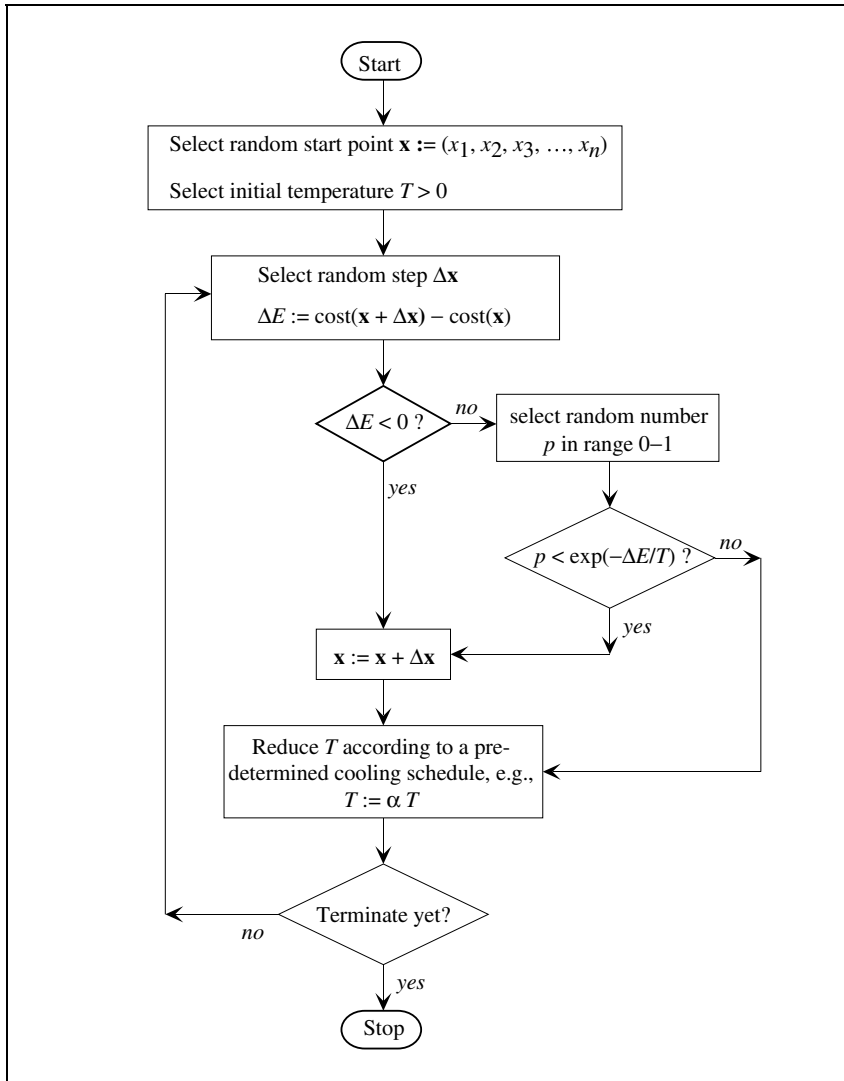 Start
Select random start point x := (x1, x2, x3, …, xn)
Select initial temperature T > 0
Select random step Δx
ΔE := cost(x + Δx) − cost(x)
ΔE < 0 ?
no
select random number
p in range 0−1
yes
p < exp(−ΔE/T) ?
no
yes
x := x + Δx
Reduce T according to a pre-
determined cooling schedule, e.g.,
T := α T
Terminate yet?
no
yes
Stop